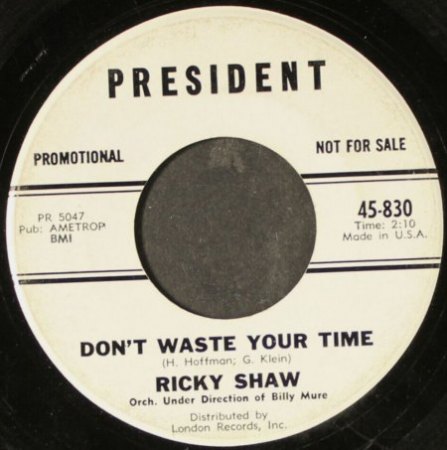 PRESIDENT
PROMOTIONAL
NOT FOR SALE
PR 5047
Pub: AMETROP
BMI
45-830
Time: 2:10
Made in U.S.A.
DON'T WASTE YOUR TIME
(H. Hoffman; G. Klein)
RICKY SHAW
Orch. Under Direction of Billy Mure
Distributed by
London Records, Inc.